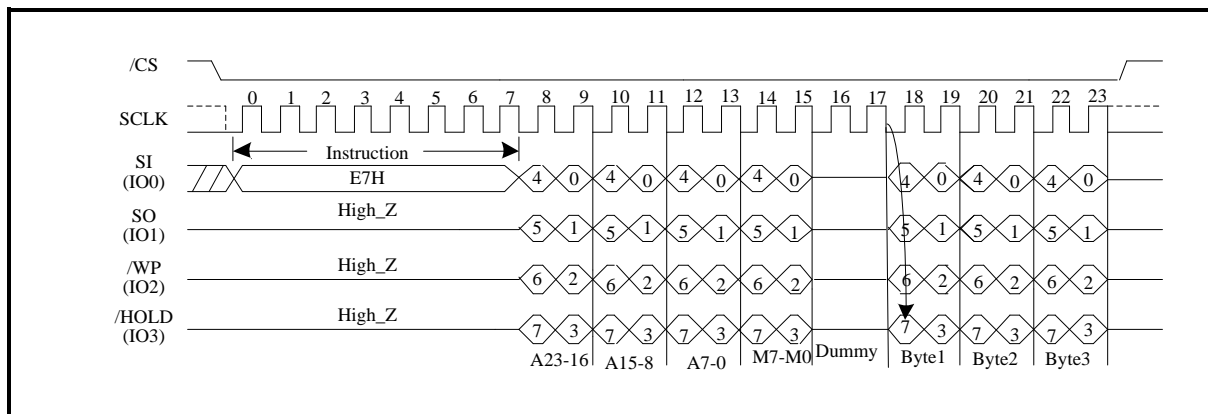 /CS
0 1 2 3 4 5 6 7 8 9 10 11 12 13 14 15 16 17 18 19 20 21 22 23
SCLK
Instruction
SI
(IO0)
E7H
4 0 4 0 4 0 4 0 4 0 4 0 4 0
High_Z
SO
(IO1)
5 1 5 1 5 1 5 1 5 1 5 1 5 1
High_Z
/WP
(IO2)
6 2 6 2 6 2 6 2 6 2 6 2 6 2
High_Z
/HOLD
(IO3)
7 3 7 3 7 3 7 3 7 3 7 3 7 3
A23-16 A15-8 A7-0 M7-M0 Dummy Byte1 Byte2 Byte3